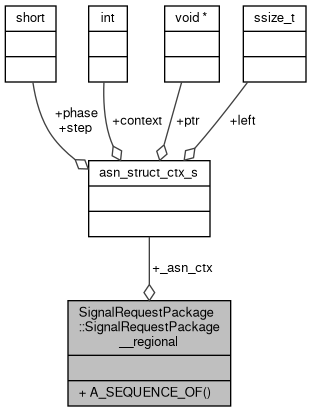 short
int
void *
ssize_t
+phase
+step
+context
+ptr
+left
asn_struct_ctx_s
+_asn_ctx
SignalRequestPackage
::SignalRequestPackage
__regional
+ A_SEQUENCE_OF()